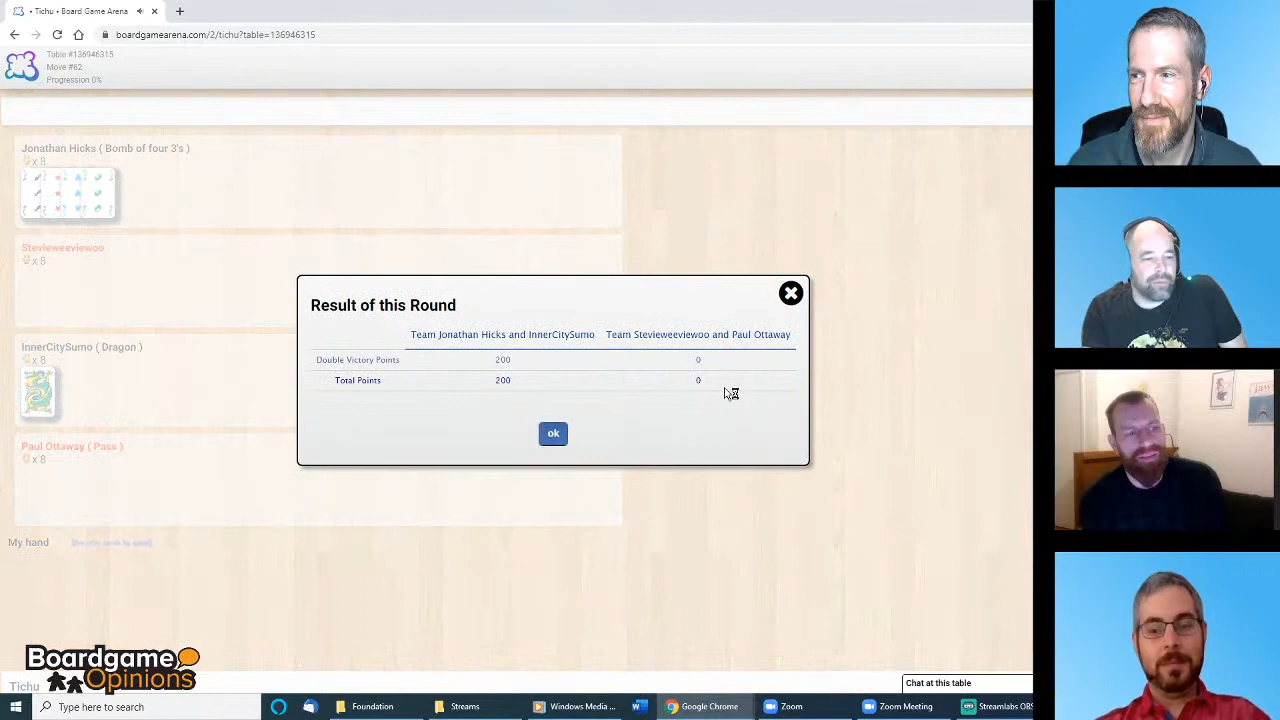 • Tichu • Board Game Arena
boardgamearena.com/2/tichu?table=136946315
Table #136946315
Move #62
Progression 0%
Jonathan Hicks ( Bomb of four 3's )
x 8
Stevieweeviewoo
x 8
InnerCitySumo ( Dragon )
x 8
Paul Ottaway ( Pass )
x 8
My hand
Result of this Round
Team Jonathan Hicks and InnerCitySumo Team Stevieweeviewoo and Paul Ottaway
Double Victory Points 200 0
Total Points 200 0
ok
Boardgame
Opinions
Tichu
Chat at this table
Type here to search
Foundation
Streams
Windows Media ...
Google Chrome
Zoom
Zoom Meeting
Streamlabs OBS